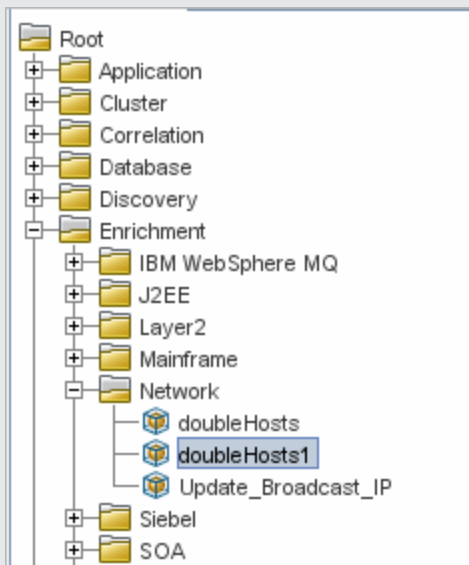 Root
Application
Cluster
Correlation
Database
Discovery
Enrichment
IBM WebSphere MQ
J2EE
Layer2
Mainframe
Network
doubleHosts
doubleHosts1
Update_Broadcast_IP
Siebel
SOA